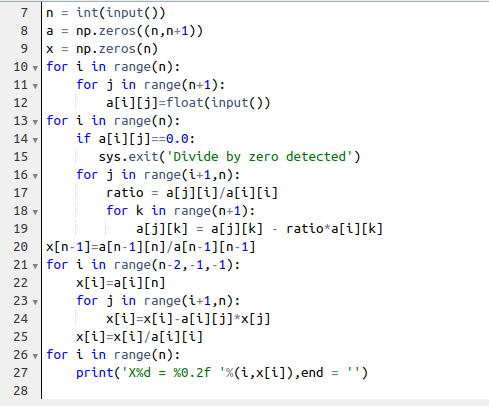 7 n = int(input())
8 a = np.zeros((n,n+1))
9 x = np.zeros(n)
10 for i in range(n):
11     for j in range(n+1):
12         a[i][j]=float(input())
13 for i in range(n):
14     if a[i][j]==0.0:
15        sys.exit('Divide by zero detected')
16     for j in range(i+1,n):
17         ratio = a[j][i]/a[i][i]
18         for k in range(n+1):
19             a[j][k] = a[j][k] - ratio*a[i][k]
20 x[n-1]=a[n-1][n]/a[n-1][n-1]
21 for i in range(n-2,-1,-1):
22     x[i]=a[i][n]
23     for j in range(i+1,n):
24         x[i]=x[i]-a[i][j]*x[j]
25     x[i]=x[i]/a[i][i]
26 for i in range(n):
27     print('X%d = %0.2f '%(i,x[i]),end = '')
28